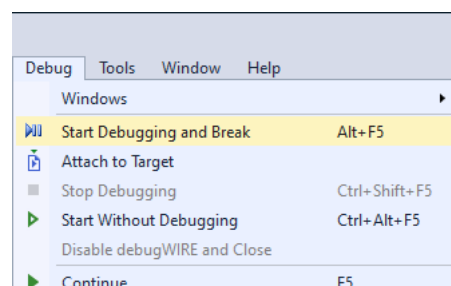 Debug Tools Window Help
Windows
Start Debugging and Break Alt+F5
Attach to Target
Stop Debugging Ctrl+Shift+F5
Start Without Debugging Ctrl+Alt+F5
Disable debugWIRE and Close
Continue F5